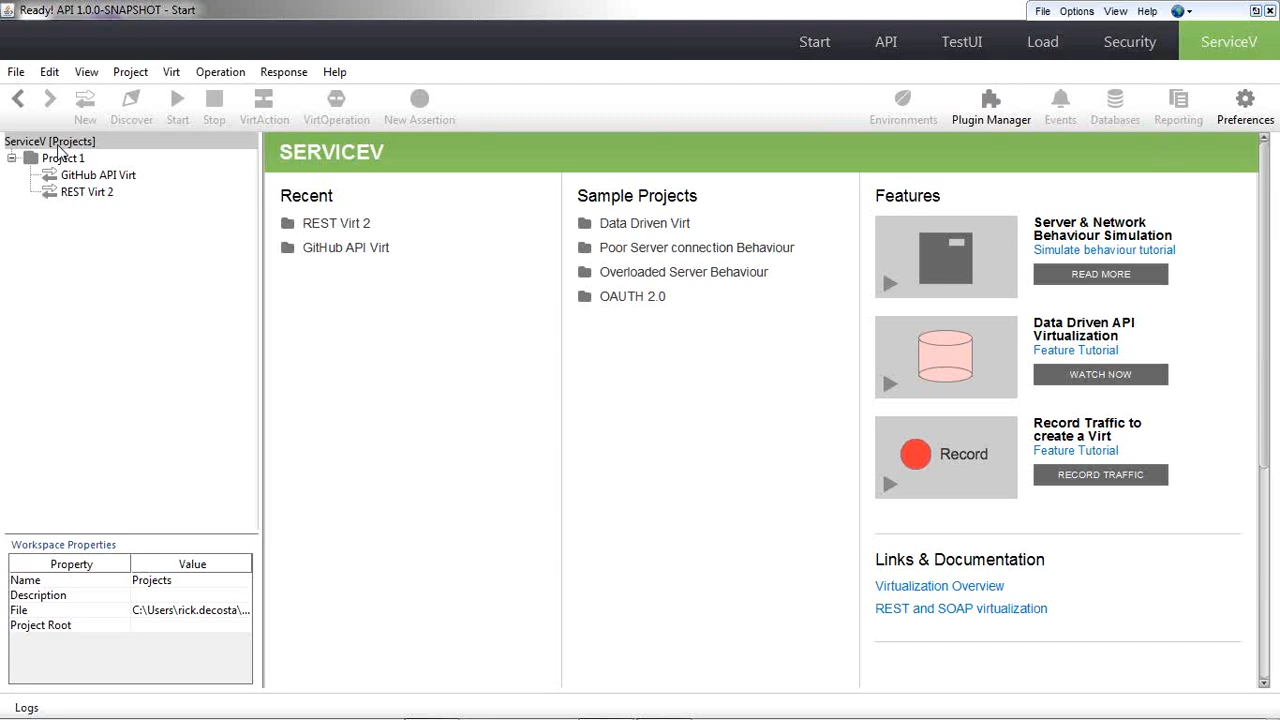 Ready! API 1.0.0-SNAPSHOT - Start
File Options View Help
Start API TestUI Load Security ServiceV
File Edit View Project Virt Operation Response Help
New Discover Start Stop VirtAction VirtOperation New Assertion Environments Plugin Manager Events Databases Reporting Preferences
ServiceV [Projects]
Project 1
GitHub API Virt
REST Virt 2
SERVICEV
Recent
REST Virt 2
GitHub API Virt
Sample Projects
Data Driven Virt
Poor Server connection Behaviour
Overloaded Server Behaviour
OAUTH 2.0
Features
Server & Network
Behaviour Simulation
Simulate behaviour tutorial
READ MORE
Data Driven API
Virtualization
Feature Tutorial
WATCH NOW
Record
Record Traffic to
create a Virt
Feature Tutorial
RECORD TRAFFIC
Links & Documentation
Virtualization Overview
REST and SOAP virtualization
Workspace Properties
Property Value
Name Projects
Description
File C:\Users\rick.decosta\...
Project Root
Logs